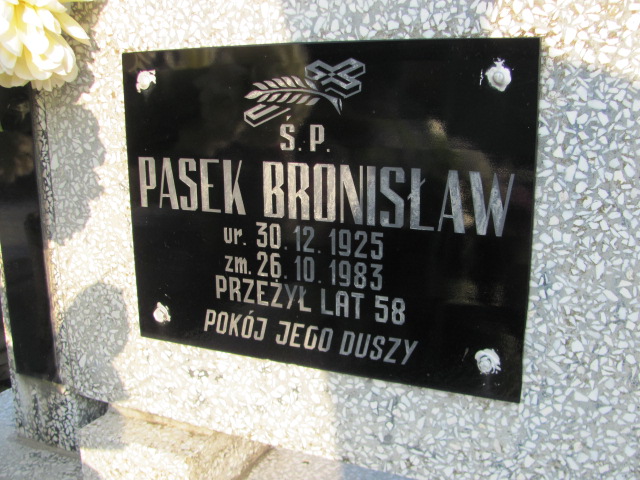 Ś.P.
PASEK BRONISŁAW
ur. 30.12.1925
zm. 26.10.1983
PRZEŻYŁ LAT 58
POKÓJ JEGO DUSZY